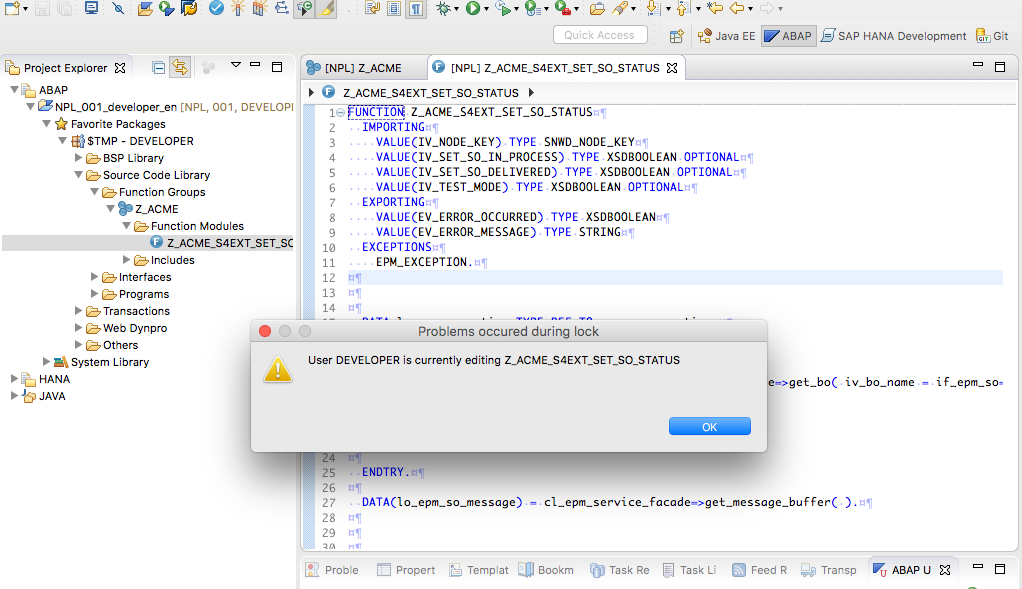 Quick Access
Java EE
ABAP
SAP HANA Development
Git
Project Explorer
ABAP
NPL_001_developer_en [NPL, 001, DEVELOPI
Favorite Packages
$TMP - DEVELOPER
BSP Library
Source Code Library
Function Groups
Z_ACME
Function Modules
Z_ACME_S4EXT_SET_SO
Includes
Interfaces
Programs
Transactions
Web Dynpro
Others
System Library
HANA
JAVA
[NPL] Z_ACME
[NPL] Z_ACME_S4EXT_SET_SO_STATUS
Z_ACME_S4EXT_SET_SO_STATUS
1 FUNCTION Z_ACME_S4EXT_SET_SO_STATUS¤¶
2 ··IMPORTING¤¶
3 ····VALUE(IV_NODE_KEY)·TYPE·SNWD_NODE_KEY¤¶
4 ····VALUE(IV_SET_SO_IN_PROCESS)·TYPE·XSDBOOLEAN·OPTIONAL¤¶
5 ····VALUE(IV_SET_SO_DELIVERED)·TYPE·XSDBOOLEAN·OPTIONAL¤¶
6 ····VALUE(IV_TEST_MODE)·TYPE·XSDBOOLEAN·OPTIONAL¤¶
7 ··EXPORTING¤¶
8 ····VALUE(EV_ERROR_OCCURRED)·TYPE·XSDBOOLEAN¤¶
9 ····VALUE(EV_ERROR_MESSAGE)·TYPE·STRING¤¶
10 ··EXCEPTIONS¤¶
11 ····EPM_EXCEPTION.¤¶
12 ¤¶
13 ¤¶
14 ¤¶
Problems occured during lock
User DEVELOPER is currently editing Z_ACME_S4EXT_SET_SO_STATUS
e=>get_bo(·iv_bo_name·=·if_epm_so=
OK
24 ¤¶
25 ··ENDTRY.¤¶
26 ¤¶
27 ··DATA(lo_epm_so_message)·=·cl_epm_service_facade=>get_message_buffer(·).¤¶
28 ¤¶
29 ¤¶
30
Proble
Propert
Templat
Bookm
Task Re
Task Li
Feed R
Transp
ABAP U